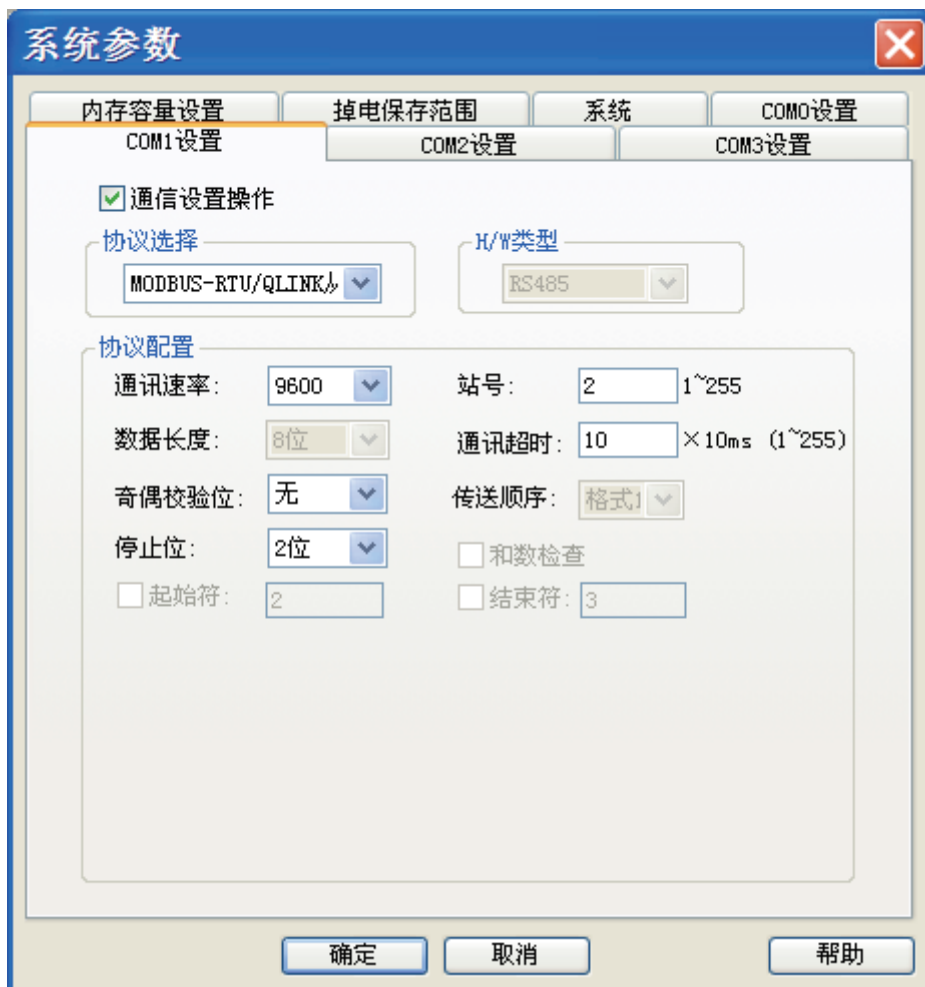 系统参数
内存容量设置 掉电保存范围 系统 COM0设置
COM1设置 COM2设置 COM3设置
通信设置操作
协议选择 H/W类型
MODBUS-RTU/QLINK RS485
协议配置
通讯速率: 9600 站号: 2 1~255
数据长度: 8位 通讯超时: 10 ×10ms (1~255)
奇偶校验位: 无 传送顺序: 格式1
停止位: 2位 和数检查
起始符: 2 结束符: 3
确定 取消 帮助